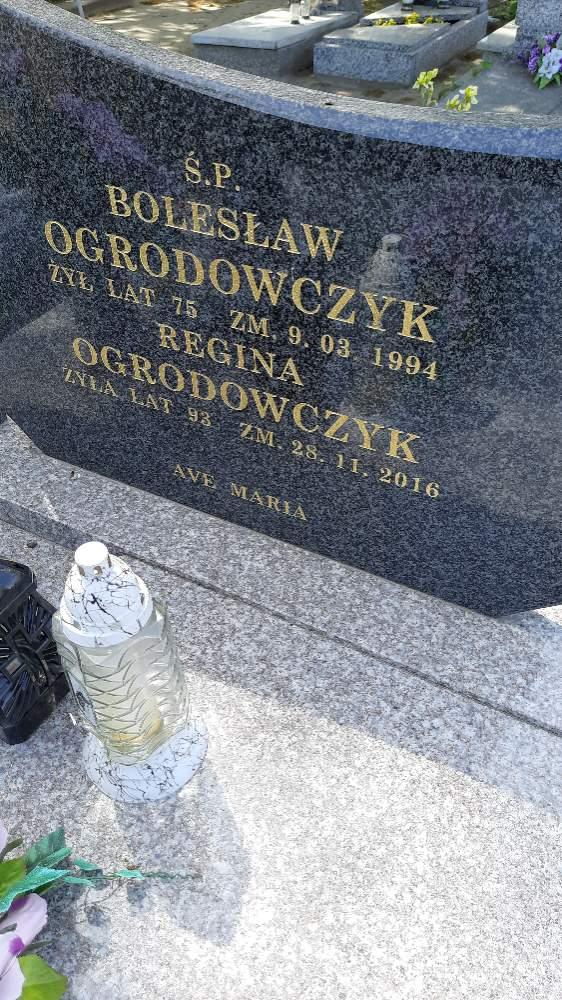 Ś.P.
BOLESŁAW
OGRODOWCZYK
ŻYŁ LAT 75 ZM. 9. 03. 1994
REGINA
OGRODOWCZYK
ŻYŁA LAT 93 ZM. 28. 11. 2016
AVE MARIA